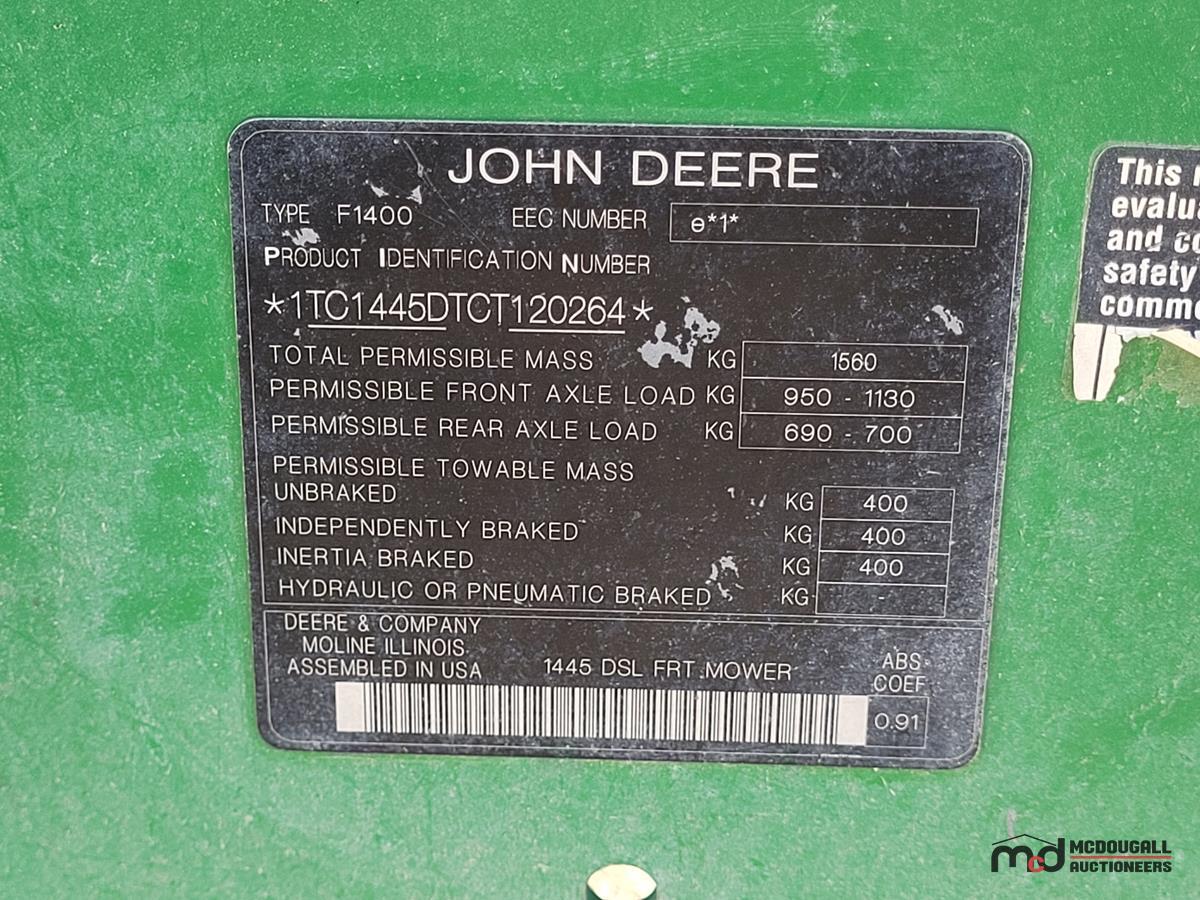 JOHN DEERE
TYPE F1400 EEC NUMBER e*1*
PRODUCT IDENTIFICATION NUMBER
*1TC1445DTCT120264*
TOTAL PERMISSIBLE MASS KG 1560
PERMISSIBLE FRONT AXLE LOAD KG 950 - 1130
PERMISSIBLE REAR AXLE LOAD KG 690 - 700
PERMISSIBLE TOWABLE MASS
UNBRAKED KG 400
INDEPENDENTLY BRAKED KG 400
INERTIA BRAKED KG 400
HYDRAULIC OR PNEUMATIC BRAKED KG -
DEERE & COMPANY
MOLINE ILLINOIS
ASSEMBLED IN USA 1445 DSL FRT MOWER ABS
COEF
0.91
This
and
safety
mcd MCDOUGALL
AUCTIONEERS